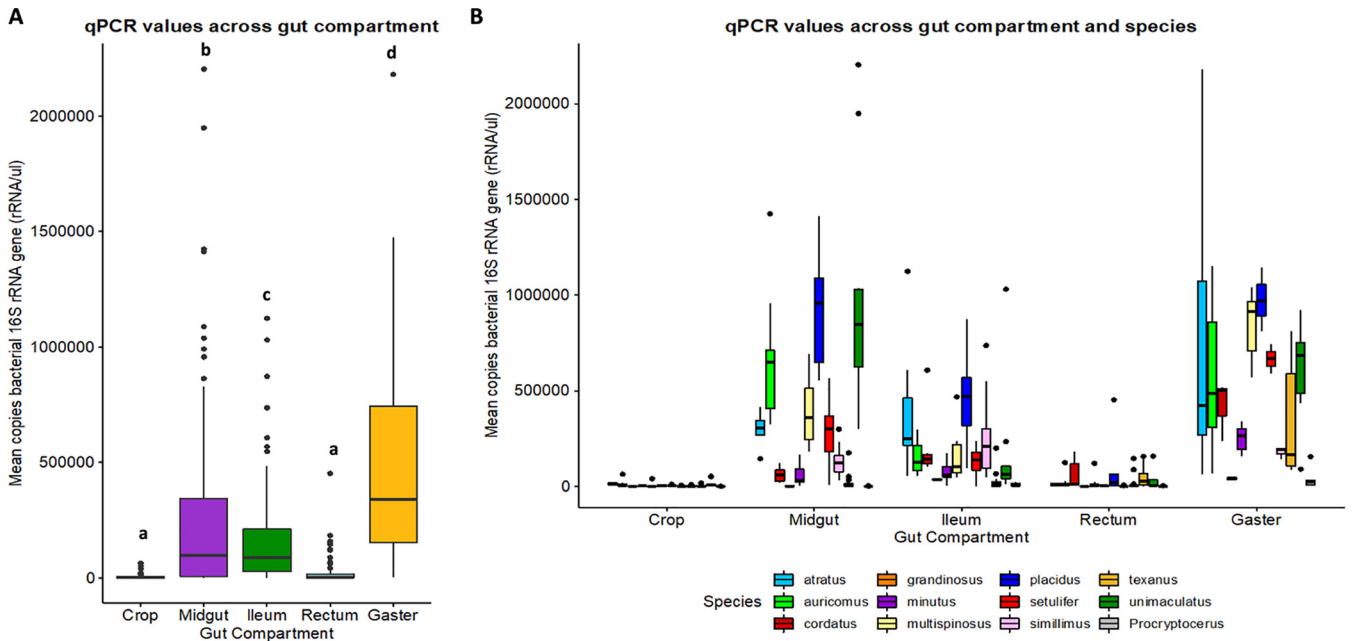 A
qPCR values across gut compartment
Mean copies bacterial 16S rRNA gene (rRNA/ul)
2000000
1500000
1000000
500000
0
a
b
c
a
d
Crop Midgut Ileum Rectum Gaster
Gut Compartment
B
qPCR values across gut compartment and species
Mean copies bacterial 16S rRNA gene (rRNA/ul)
2000000
1500000
1000000
500000
0
Crop Midgut Ileum Rectum Gaster
Gut Compartment
Species
atratus grandinosus placidus texanus
auricomus minutus setulifer unimaculatus
cordatus multispinosus simillimus Procryptocerus